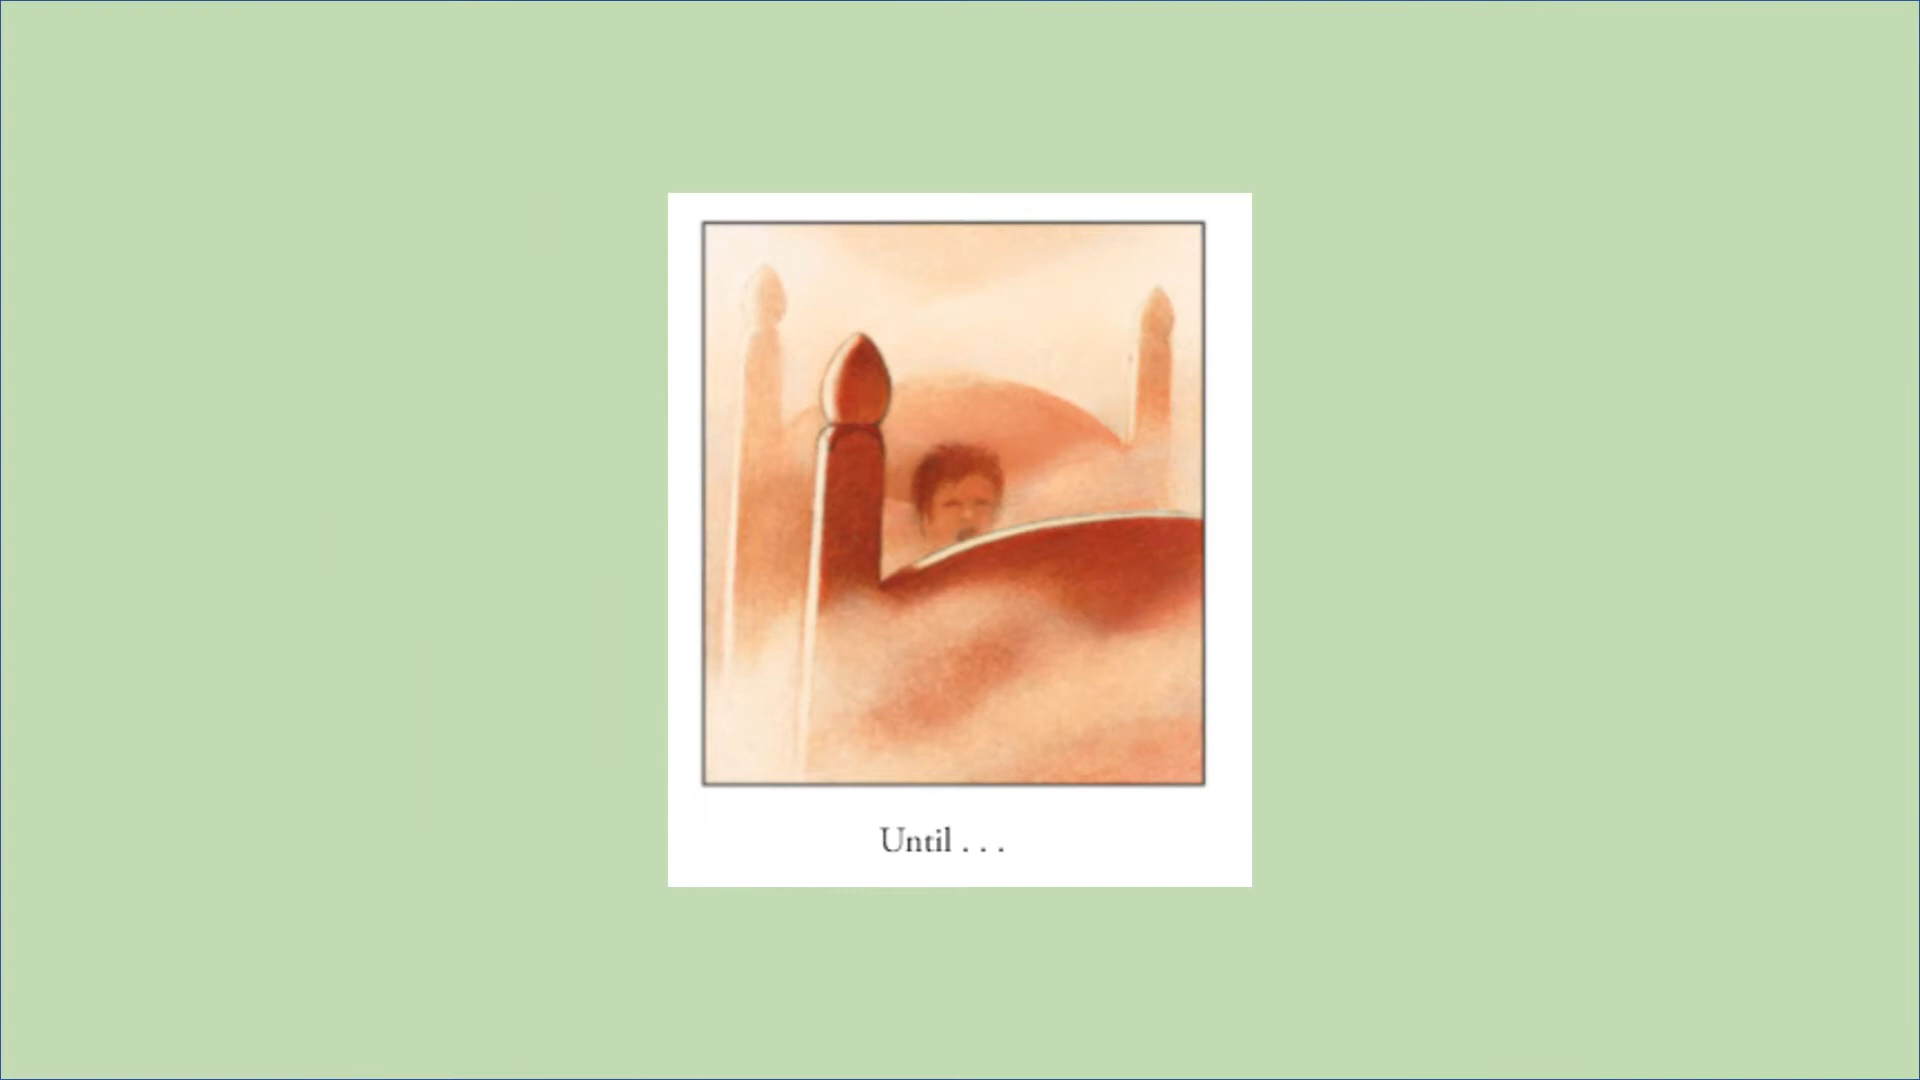 Until . . .